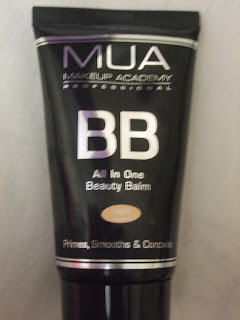 MUA
MAKEUP ACADEMY
PROFESSIONAL
BB
All In One
Beauty Balm
Primes, Smooths & Conceals